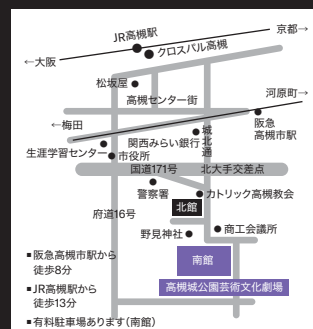 JR高槻駅
京都→
クロスパル高槻
←大阪
松坂屋
河原町→
高槻センター街
←梅田
城北通
阪急
高槻市駅
関西みらい銀行
生涯学習センター
市役所
国道171号
北大手交差点
警察署
カトリック高槻教会
北館
府道16号
野見神社
商工会議所
■阪急高槻市駅から
徒歩8分
南館
■JR高槻駅から
徒歩13分
高槻城公園芸術文化劇場
■有料駐車場あります(南館)